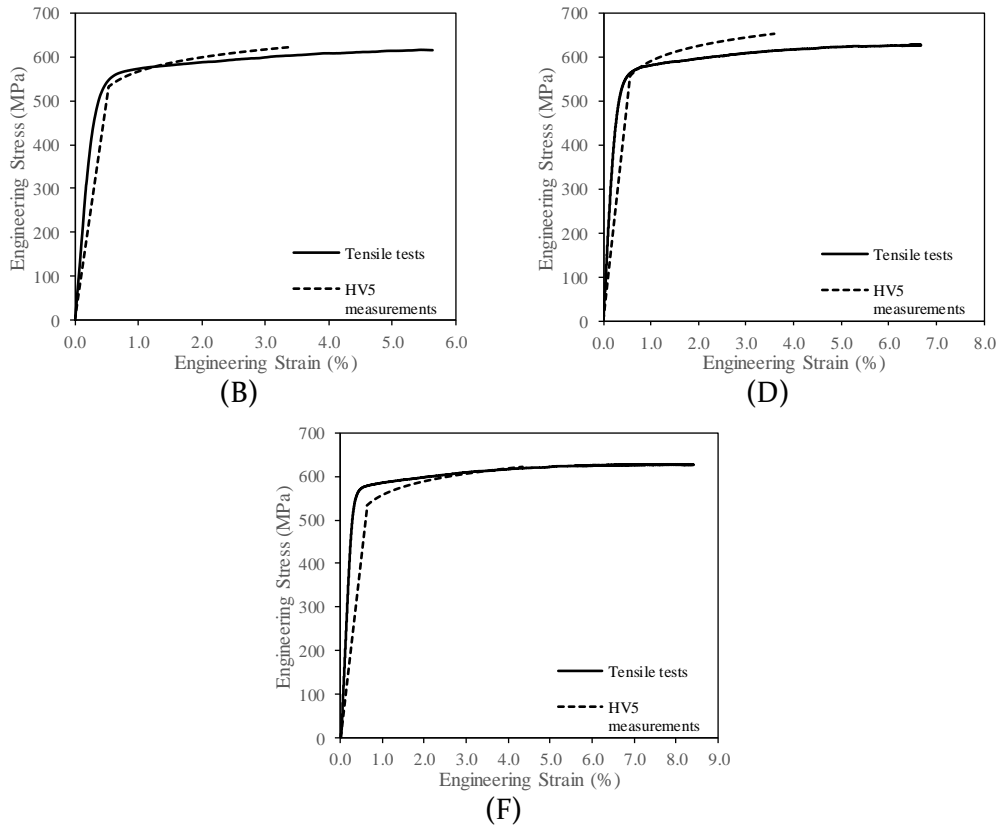 700
600
500
400
300
200
100
0
Engineering Stress (MPa)
Tensile tests
HV5
measurements
0.0 1.0 2.0 3.0 4.0 5.0 6.0
Engineering Strain (%)
(B)
700
600
500
400
300
200
100
0
Engineering Stress (MPa)
Tensile tests
HV5
measurements
0.0 1.0 2.0 3.0 4.0 5.0 6.0 7.0 8.0
Engineering Strain (%)
(D)
700
600
500
400
300
200
100
0
Engineering Stress (MPa)
Tensile tests
HV5
measurements
0.0 1.0 2.0 3.0 4.0 5.0 6.0 7.0 8.0 9.0
Engineering Strain (%)
(F)